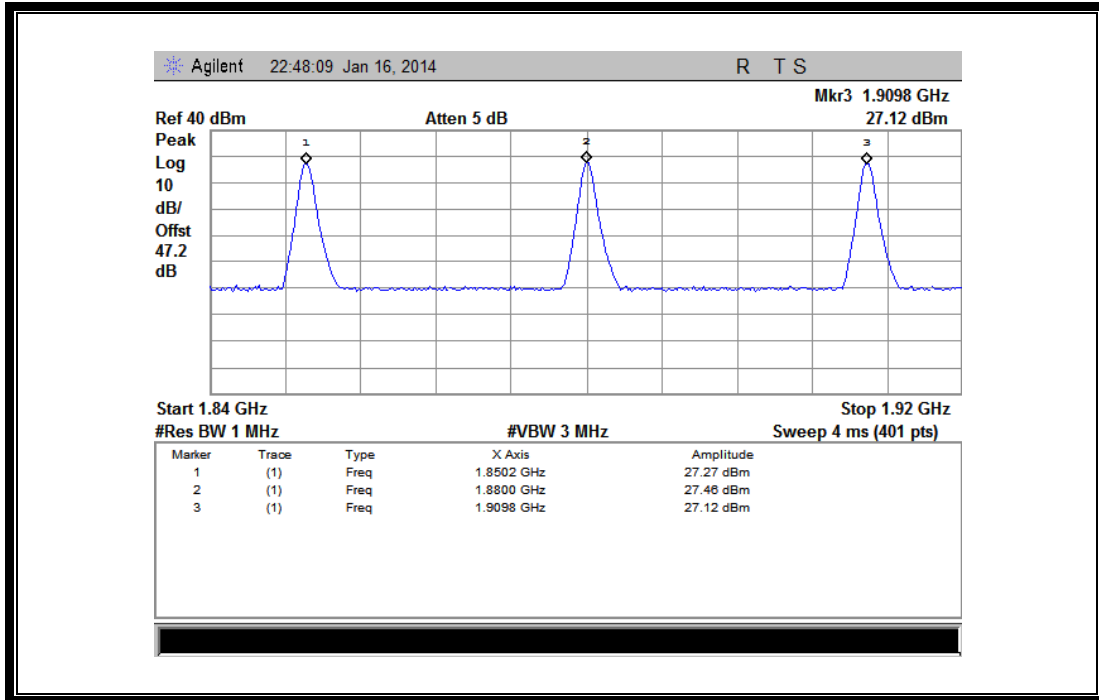 Agilent 22:48:09 Jan 16, 2014 R T S
Mkr3 1.9098 GHz
Ref 40 dBm Atten 5 dB 27.12 dBm
Peak
Log
10
dB/
Offst
47.2
dB
1 2 3
Start 1.84 GHz Stop 1.92 GHz
#Res BW 1 MHz #VBW 3 MHz Sweep 4 ms (401 pts)
Marker Trace Type X Axis Amplitude
1 (1) Freq 1.8502 GHz 27.27 dBm
2 (1) Freq 1.8800 GHz 27.46 dBm
3 (1) Freq 1.9098 GHz 27.12 dBm